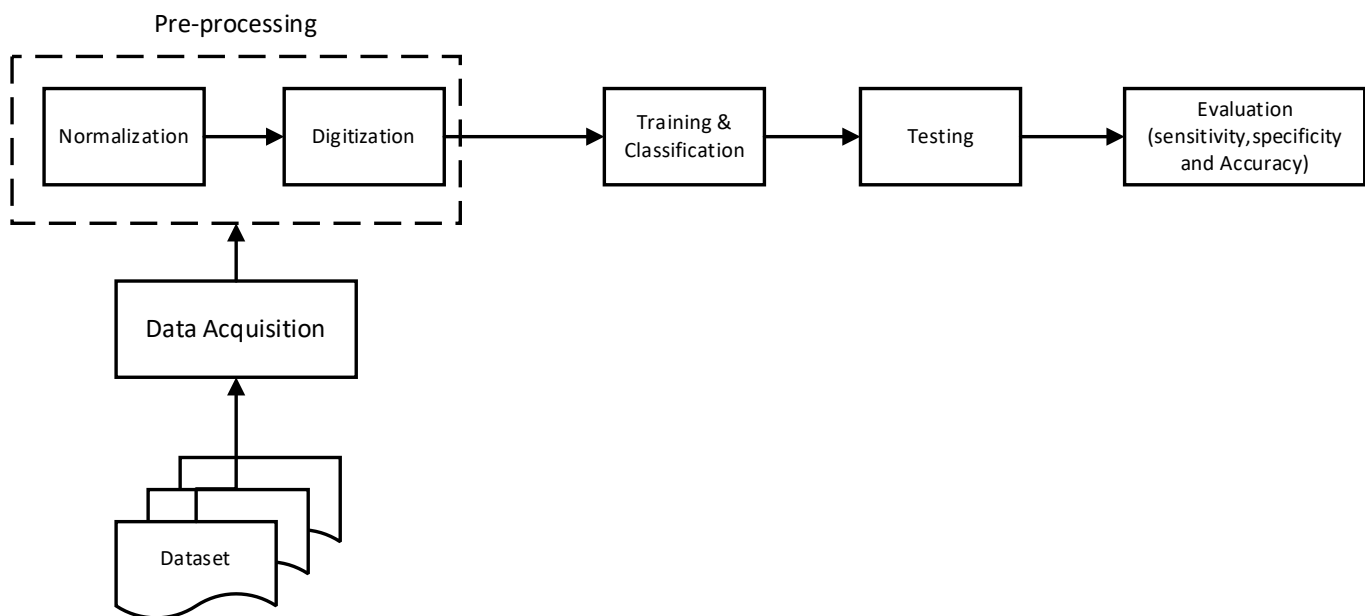 Pre-processing
Normalization
Digitization
Training &
Classification
Testing
Evaluation
(sensitivity,specificity
and Accuracy)
Data Acquisition
Dataset